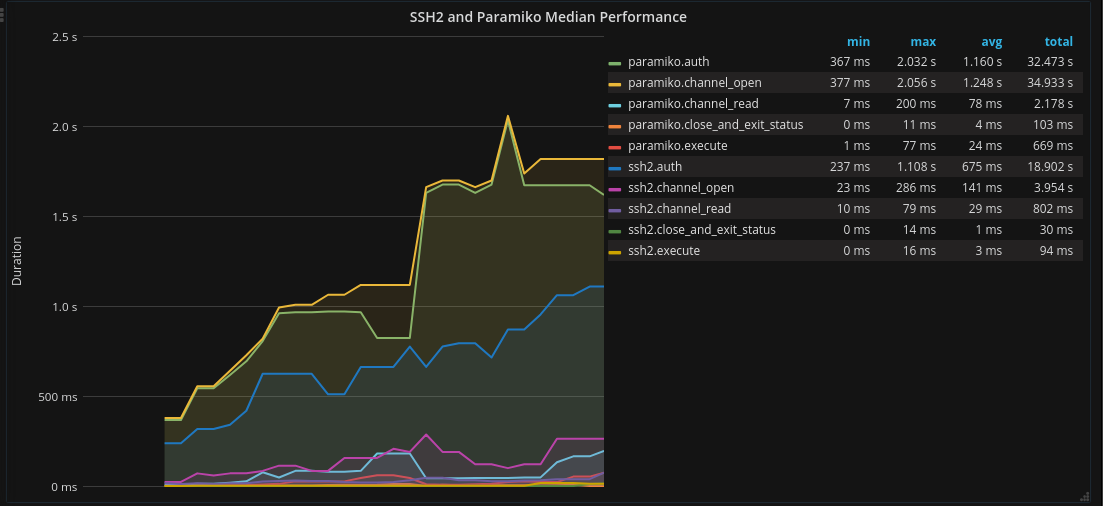 SSH2 and Paramiko Median Performance
2.5 s
2.0 s
1.5 s
1.0 s
500 ms
0 ms
Duration
min max avg total
paramiko.auth 367 ms 2.032 s 1.160 s 32.473 s
paramiko.channel_open 377 ms 2.056 s 1.248 s 34.933 s
paramiko.channel_read 7 ms 200 ms 78 ms 2.178 s
paramiko.close_and_exit_status 0 ms 11 ms 4 ms 103 ms
paramiko.execute 1 ms 77 ms 24 ms 669 ms
ssh2.auth 237 ms 1.108 s 675 ms 18.902 s
ssh2.channel_open 23 ms 286 ms 141 ms 3.954 s
ssh2.channel_read 10 ms 79 ms 29 ms 802 ms
ssh2.close_and_exit_status 0 ms 14 ms 1 ms 30 ms
ssh2.execute 0 ms 16 ms 3 ms 94 ms